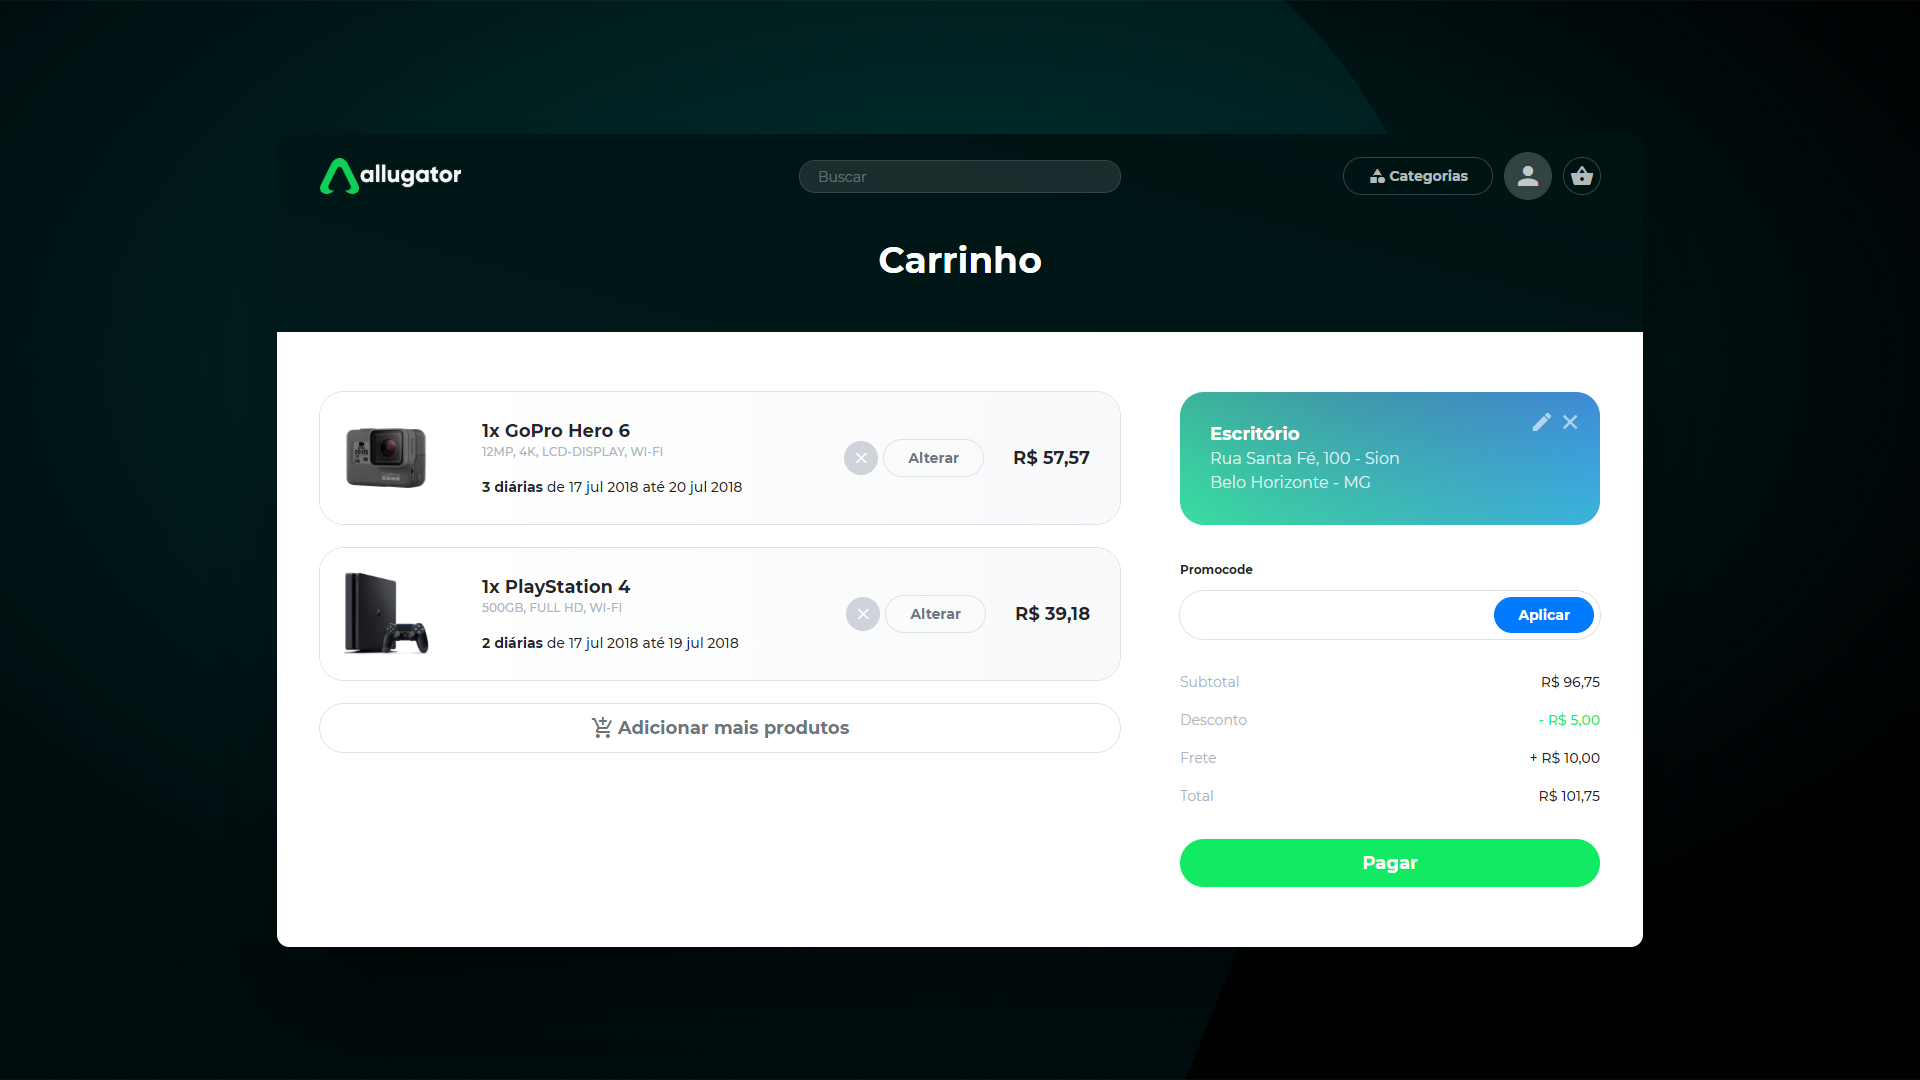 allugator
Buscar
Categorias
Carrinho
1x GoPro Hero 6
12MP, 4K, LCD-DISPLAY, WI-FI
3 diárias de 17 jul 2018 até 20 jul 2018
Alterar
R$ 57,57
1x PlayStation 4
500GB, FULL HD, WI-FI
2 diárias de 17 jul 2018 até 19 jul 2018
Alterar
R$ 39,18
Adicionar mais produtos
Escritório
Rua Santa Fé, 100 - Sion
Belo Horizonte - MG
Promocode
Aplicar
Subtotal R$ 96,75
Desconto - R$ 5,00
Frete + R$ 10,00
Total R$ 101,75
Pagar